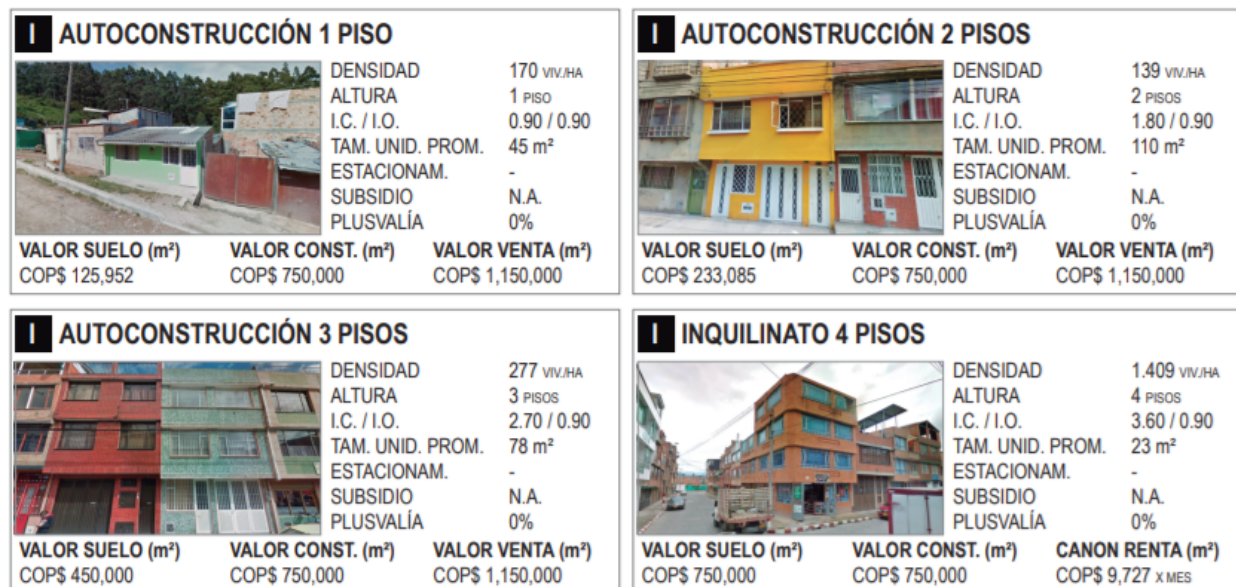 I AUTOCONSTRUCCIÓN 1 PISO
DENSIDAD 170 VIV./HA
ALTURA 1 PISO
I.C. / I.O. 0.90 / 0.90
TAM. UNID. PROM. 45 m²
ESTACIONAM. -
SUBSIDIO N.A.
PLUSVALÍA 0%
VALOR SUELO (m²) VALOR CONST. (m²) VALOR VENTA (m²)
COP$ 125,952 COP$ 750,000 COP$ 1,150,000
I AUTOCONSTRUCCIÓN 2 PISOS
DENSIDAD 139 VIV./HA
ALTURA 2 PISOS
I.C. / I.O. 1.80 / 0.90
TAM. UNID. PROM. 110 m²
ESTACIONAM. -
SUBSIDIO N.A.
PLUSVALÍA 0%
VALOR SUELO (m²) VALOR CONST. (m²) VALOR VENTA (m²)
COP$ 233,085 COP$ 750,000 COP$ 1,150,000
I AUTOCONSTRUCCIÓN 3 PISOS
DENSIDAD 277 VIV./HA
ALTURA 3 PISOS
I.C. / I.O. 2.70 / 0.90
TAM. UNID. PROM. 78 m²
ESTACIONAM. -
SUBSIDIO N.A.
PLUSVALÍA 0%
VALOR SUELO (m²) VALOR CONST. (m²) VALOR VENTA (m²)
COP$ 450,000 COP$ 750,000 COP$ 1,150,000
I INQUILINATO 4 PISOS
DENSIDAD 1.409 VIV./HA
ALTURA 4 PISOS
I.C. / I.O. 3.60 / 0.90
TAM. UNID. PROM. 23 m²
ESTACIONAM. -
SUBSIDIO N.A.
PLUSVALÍA 0%
VALOR SUELO (m²) VALOR CONST. (m²) CANON RENTA (m²)
COP$ 750,000 COP$ 750,000 COP$ 9,727 X MES